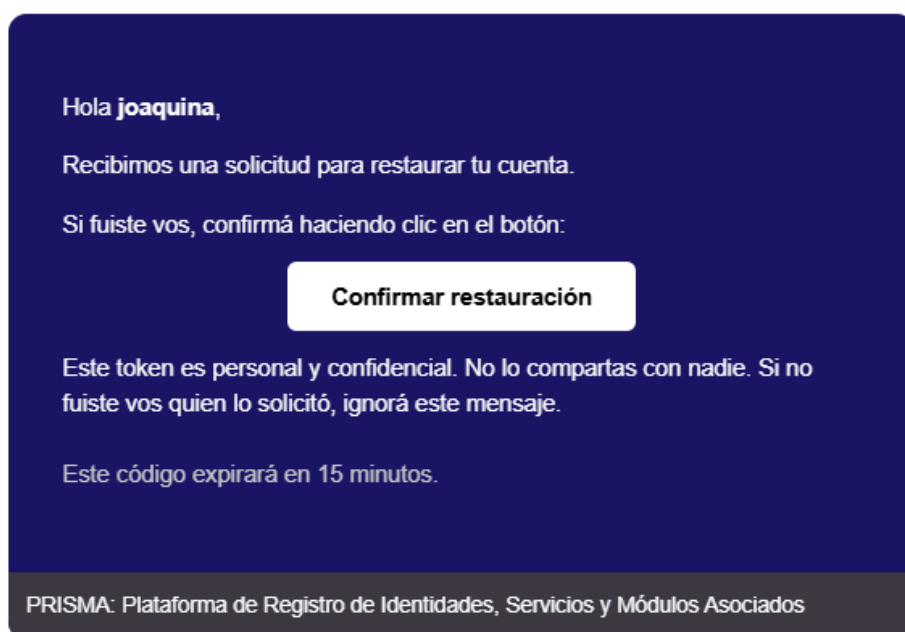 Hola joaquina,
Recibimos una solicitud para restaurar tu cuenta.
Si fuiste vos, confirmá haciendo clic en el botón:
Confirmar restauración
Este token es personal y confidencial. No lo compartas con nadie. Si no
fuiste vos quien lo solicitó, ignorá este mensaje.
Este código expirará en 15 minutos.
PRISMA: Plataforma de Registro de Identidades, Servicios y Módulos Asociados